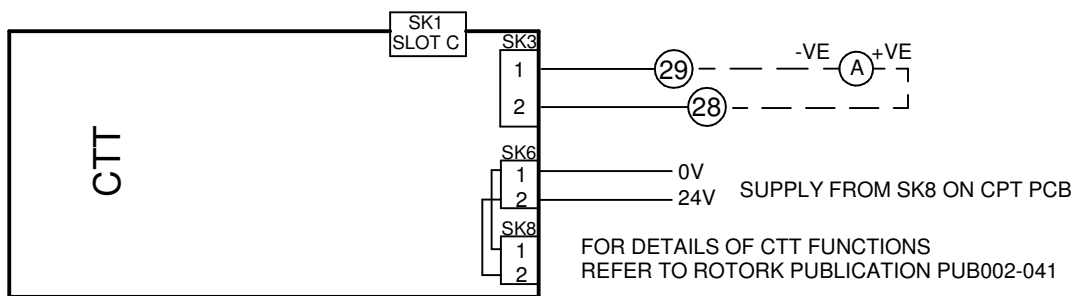 SK1
SLOT C
SK3
1
29
-VE
A
+VE
2
28
CTT
SK6
1
0V
2
24V
SUPPLY FROM SK8 ON CPT PCB
SK8
1
2
FOR DETAILS OF CTT FUNCTIONS
REFER TO ROTORK PUBLICATION PUB002-041